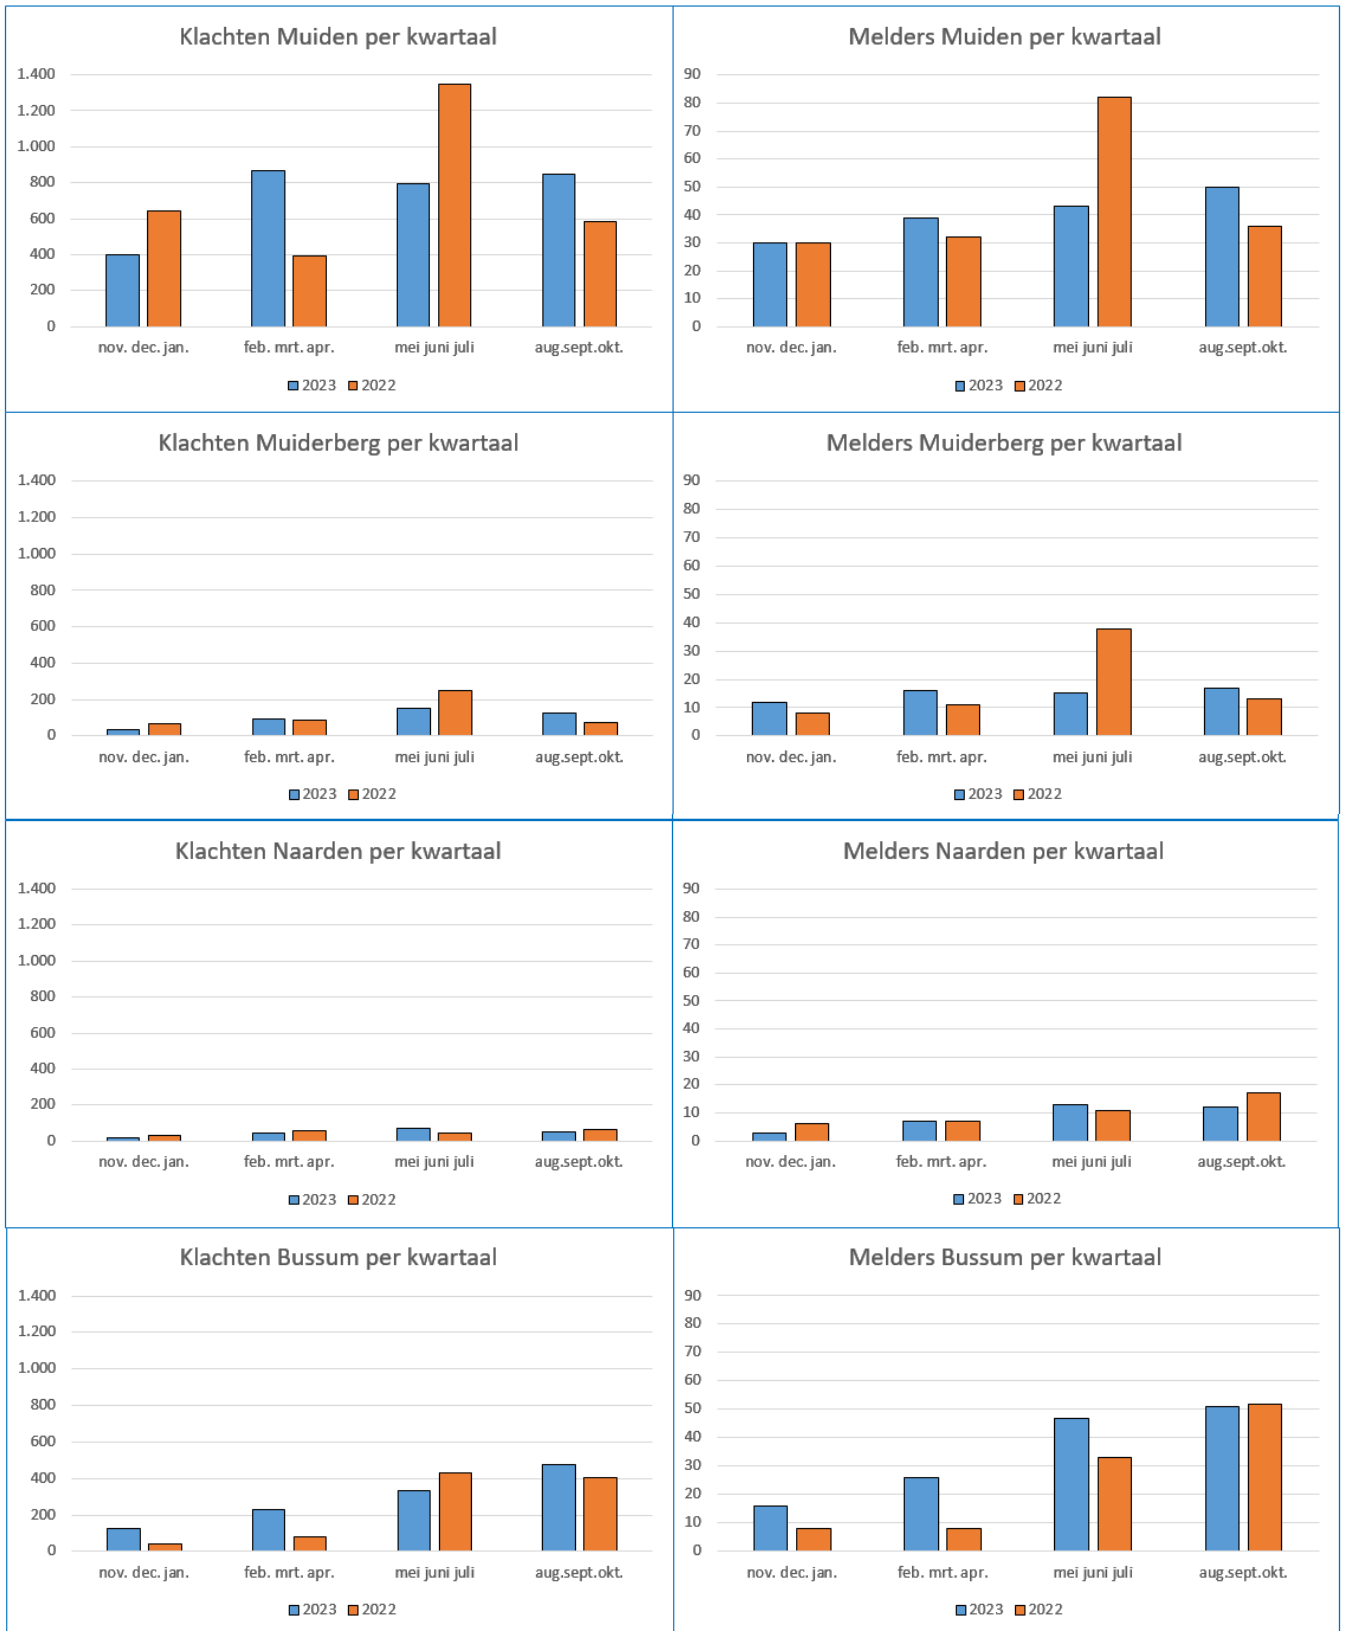 Klachten Muiden per kwartaal
1.400
1.200
1.000
800
600
400
200
0
nov. dec. jan.
feb. mrt. apr.
mei juni juli
aug.sept.okt.
2023 2022
Melders Muiden per kwartaal
90
80
70
60
50
40
30
20
10
0
nov. dec. jan.
feb. mrt. apr.
mei juni juli
aug.sept.okt.
2023 2022
Klachten Muiderberg per kwartaal
1.400
1.200
1.000
800
600
400
200
0
nov. dec. jan.
feb. mrt. apr.
mei juni juli
aug.sept.okt.
2023 2022
Melders Muiderberg per kwartaal
90
80
70
60
50
40
30
20
10
0
nov. dec. jan.
feb. mrt. apr.
mei juni juli
aug.sept.okt.
2023 2022
Klachten Naarden per kwartaal
1.400
1.200
1.000
800
600
400
200
0
nov. dec. jan.
feb. mrt. apr.
mei juni juli
aug.sept.okt.
2023 2022
Melders Naarden per kwartaal
90
80
70
60
50
40
30
20
10
0
nov. dec. jan.
feb. mrt. apr.
mei juni juli
aug.sept.okt.
2023 2022
Klachten Bussum per kwartaal
1.400
1.200
1.000
800
600
400
200
0
nov. dec. jan.
feb. mrt. apr.
mei juni juli
aug.sept.okt.
2023 2022
Melders Bussum per kwartaal
90
80
70
60
50
40
30
20
10
0
nov. dec. jan.
feb. mrt. apr.
mei juni juli
aug.sept.okt.
2023 2022